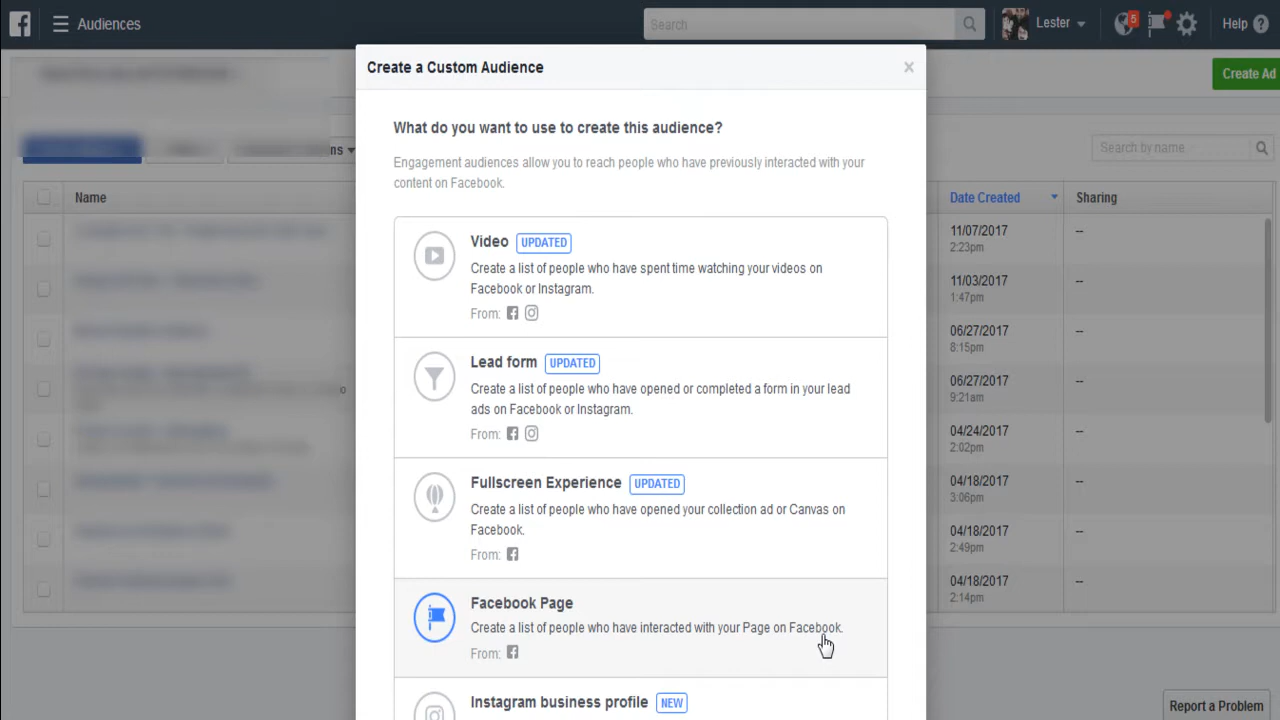 Audiences
Search
Lester
5
Help
Create Ad
Create a Custom Audience
×
What do you want to use to create this audience?
Engagement audiences allow you to reach people who have previously interacted with your
content on Facebook.
Search by name...
Name
Date Created
Sharing
Video UPDATED
Create a list of people who have spent time watching your videos on
Facebook or Instagram.
From:
Lead form UPDATED
Create a list of people who have opened or completed a form in your lead
ads on Facebook or Instagram.
From:
Fullscreen Experience UPDATED
Create a list of people who have opened your collection ad or Canvas on
Facebook.
From:
Facebook Page
Create a list of people who have interacted with your Page on Facebook.
From:
Instagram business profile NEW
11/07/2017 --
2:23pm
11/03/2017 --
1:47pm
06/27/2017 --
8:15pm
06/27/2017 --
9:21am
04/24/2017 --
2:02pm
04/18/2017 --
3:06pm
04/18/2017 --
2:49pm
04/18/2017 --
2:14pm
Report a Problem